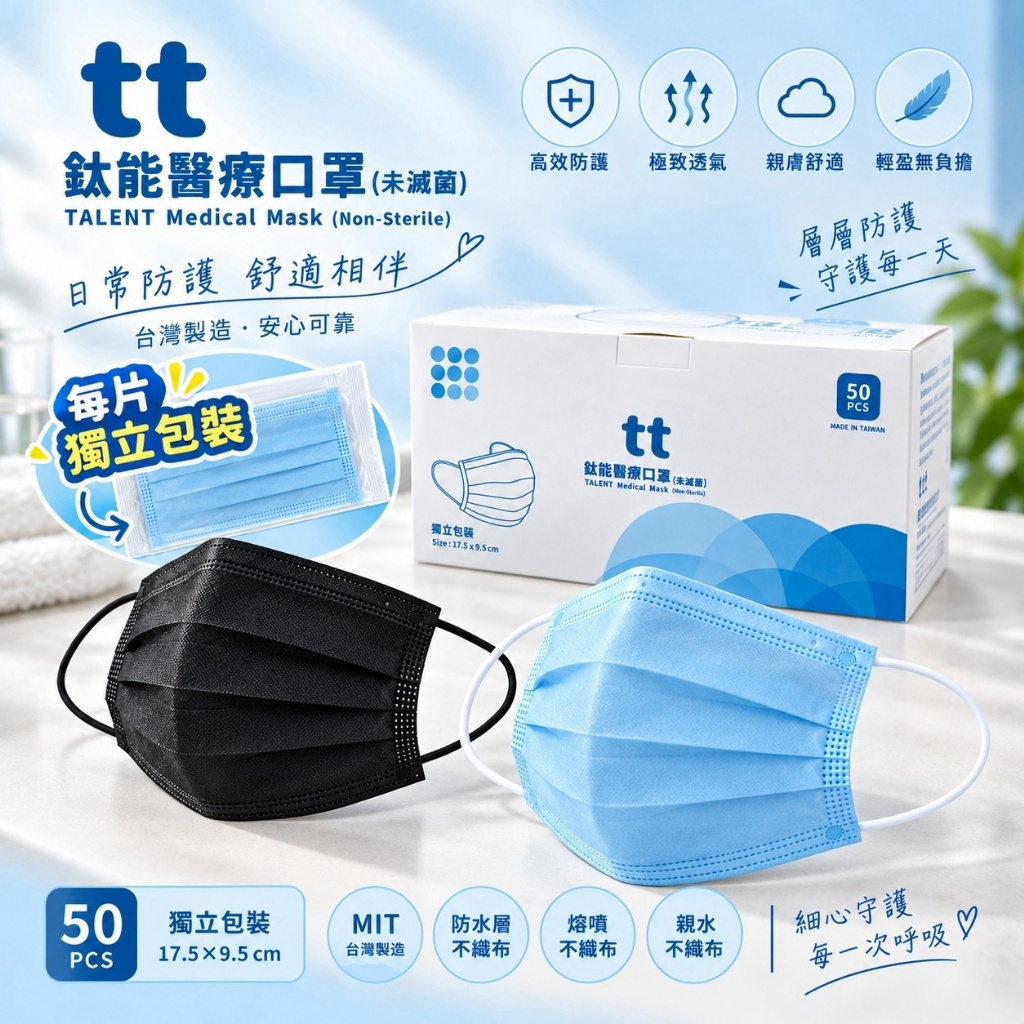 tt
鈦能醫療口罩(未滅菌)
TALENT Medical Mask (Non-Sterile)
日常防護 舒適相伴
台灣製造・安心可靠
高效防護
極致透氣
親膚舒適
輕盈無負擔
層層防護
守護每一天
每片
獨立包裝
50
PCS
MADE IN TAIWAN
tt
鈦能醫療口罩(未滅菌)
TALENT Medical Mask (Non-Sterile)
獨立包裝
Size : 17.5 x 9.5 cm
50
PCS
獨立包裝
17.5×9.5 cm
MIT
台灣製造
防水層
不織布
熔噴
不織布
親水
不織布
細心守護
每一次呼吸